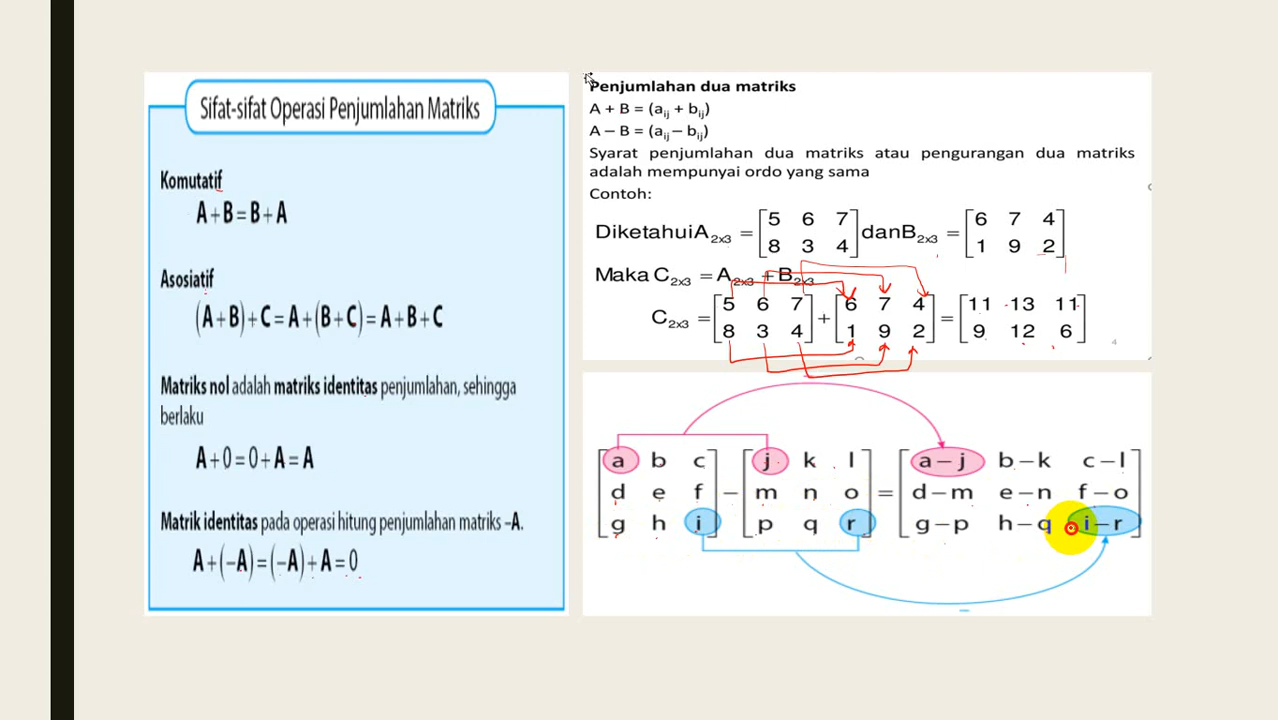 Sifat-sifat Operasi Penjumlahan Matriks
Komutatif
A+B=B+A
Asosiatif
(A+B)+C=A+(B+C)=A+B+C
Matriks nol adalah matriks identitas penjumlahan, sehingga
berlaku
A+0=0+A=A
Matrik identitas pada operasi hitung penjumlahan matriks –A.
A+(–A)=(–A)+A=0
Penjumlahan dua matriks
A + B = (aij + bij)
A – B = (aij – bij)
Syarat penjumlahan dua matriks atau pengurangan dua matriks
adalah mempunyai ordo yang sama
Contoh:
DiketahuiA2x3 = [5 6 7] danB2x3 = [6 7 4]
[8 3 4] [1 9 2]
Maka C2x3 = A2x3 + B2x3
C2x3 = [5 6 7] + [6 7 4] = [11 13 11]
[8 3 4] [1 9 2] [9 12 6]
4
[a b c] – [j k l] = [a–j b–k c–l]
[d e f] [m n o] [d–m e–n f–o]
[g h i] [p q r] [g–p h–q i–r]
–